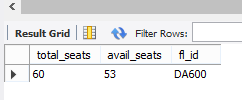 Result Grid Filter Rows:
total_seats avail_seats fl_id
60 53 DA600